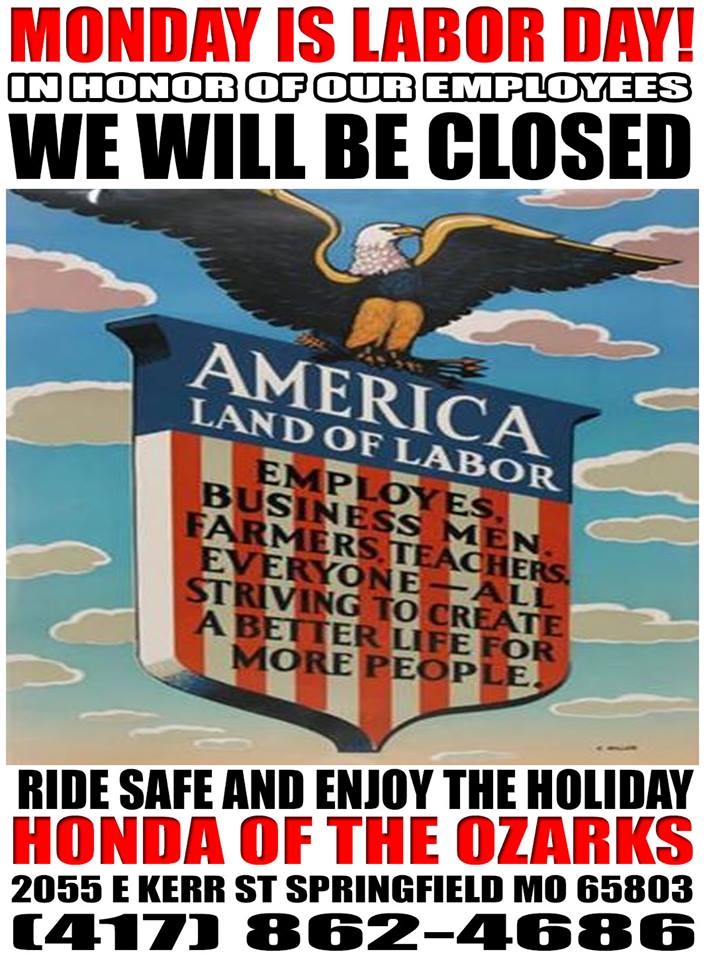 MONDAY IS LABOR DAY!
IN HONOR OF OUR EMPLOYEES
WE WILL BE CLOSED
AMERICA
LAND OF LABOR
EMPLOYES,
BUSINESS MEN,
FARMERS, TEACHERS,
EVERYONE — ALL
STRIVING TO CREATE
A BETTER LIFE FOR
MORE PEOPLE.
C. MILLER
RIDE SAFE AND ENJOY THE HOLIDAY
HONDA OF THE OZARKS
2055 E KERR ST SPRINGFIELD MO 65803
(417) 862-4686